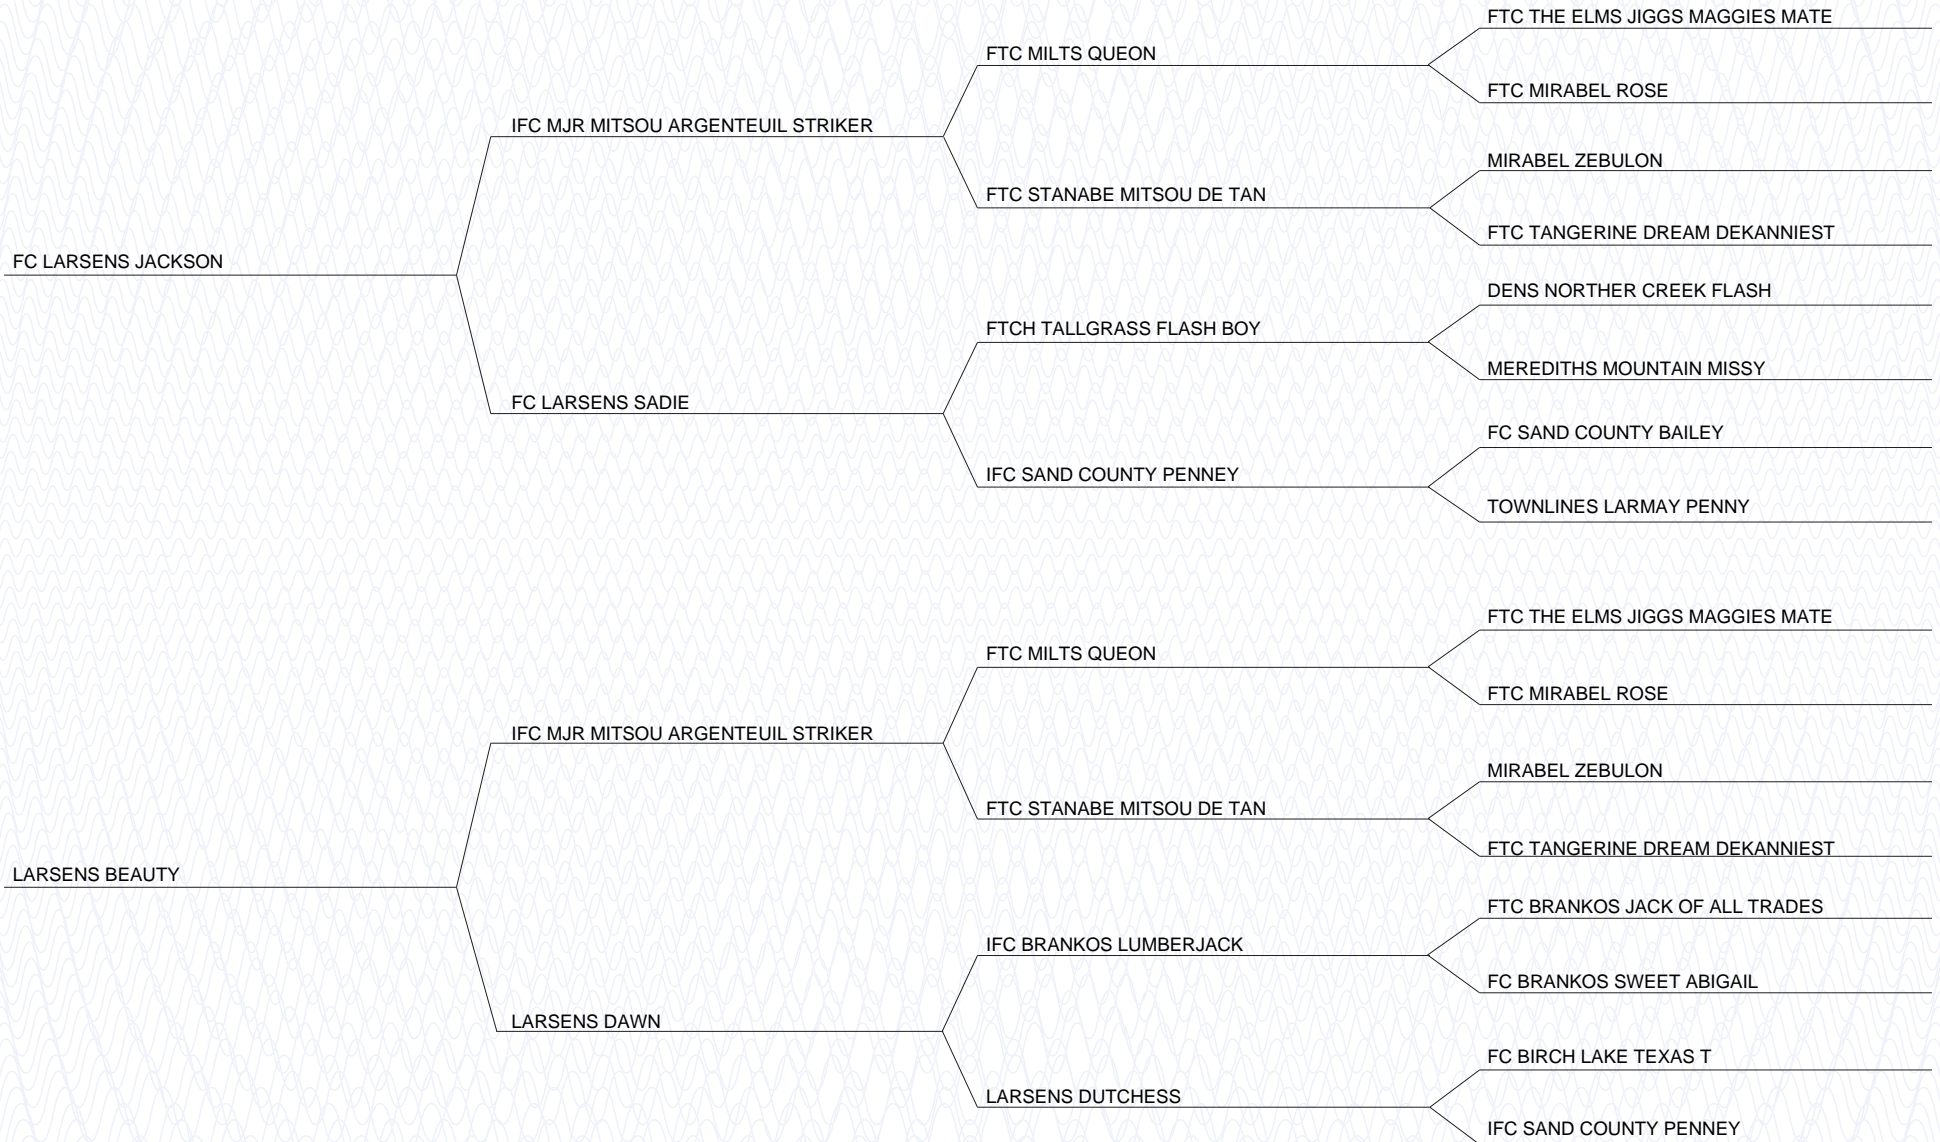 FTC THE ELMS JIGGS MAGGIES MATE
FTC MILTS QUEON
FTC MIRABEL ROSE
IFC MJR MITSOU ARGENTEUIL STRIKER
MIRABEL ZEBULON
FTC STANABE MITSOU DE TAN
FTC TANGERINE DREAM DEKANNIEST
FC LARSENS JACKSON
DENS NORTHER CREEK FLASH
FTCH TALLGRASS FLASH BOY
MEREDITHS MOUNTAIN MISSY
FC LARSENS SADIE
FC SAND COUNTY BAILEY
IFC SAND COUNTY PENNEY
TOWNLINES LARMAY PENNY
FTC THE ELMS JIGGS MAGGIES MATE
FTC MILTS QUEON
FTC MIRABEL ROSE
IFC MJR MITSOU ARGENTEUIL STRIKER
MIRABEL ZEBULON
FTC STANABE MITSOU DE TAN
FTC TANGERINE DREAM DEKANNIEST
LARSENS BEAUTY
FTC BRANKOS JACK OF ALL TRADES
IFC BRANKOS LUMBERJACK
FC BRANKOS SWEET ABIGAIL
LARSENS DAWN
FC BIRCH LAKE TEXAS T
LARSENS DUTCHESS
IFC SAND COUNTY PENNEY